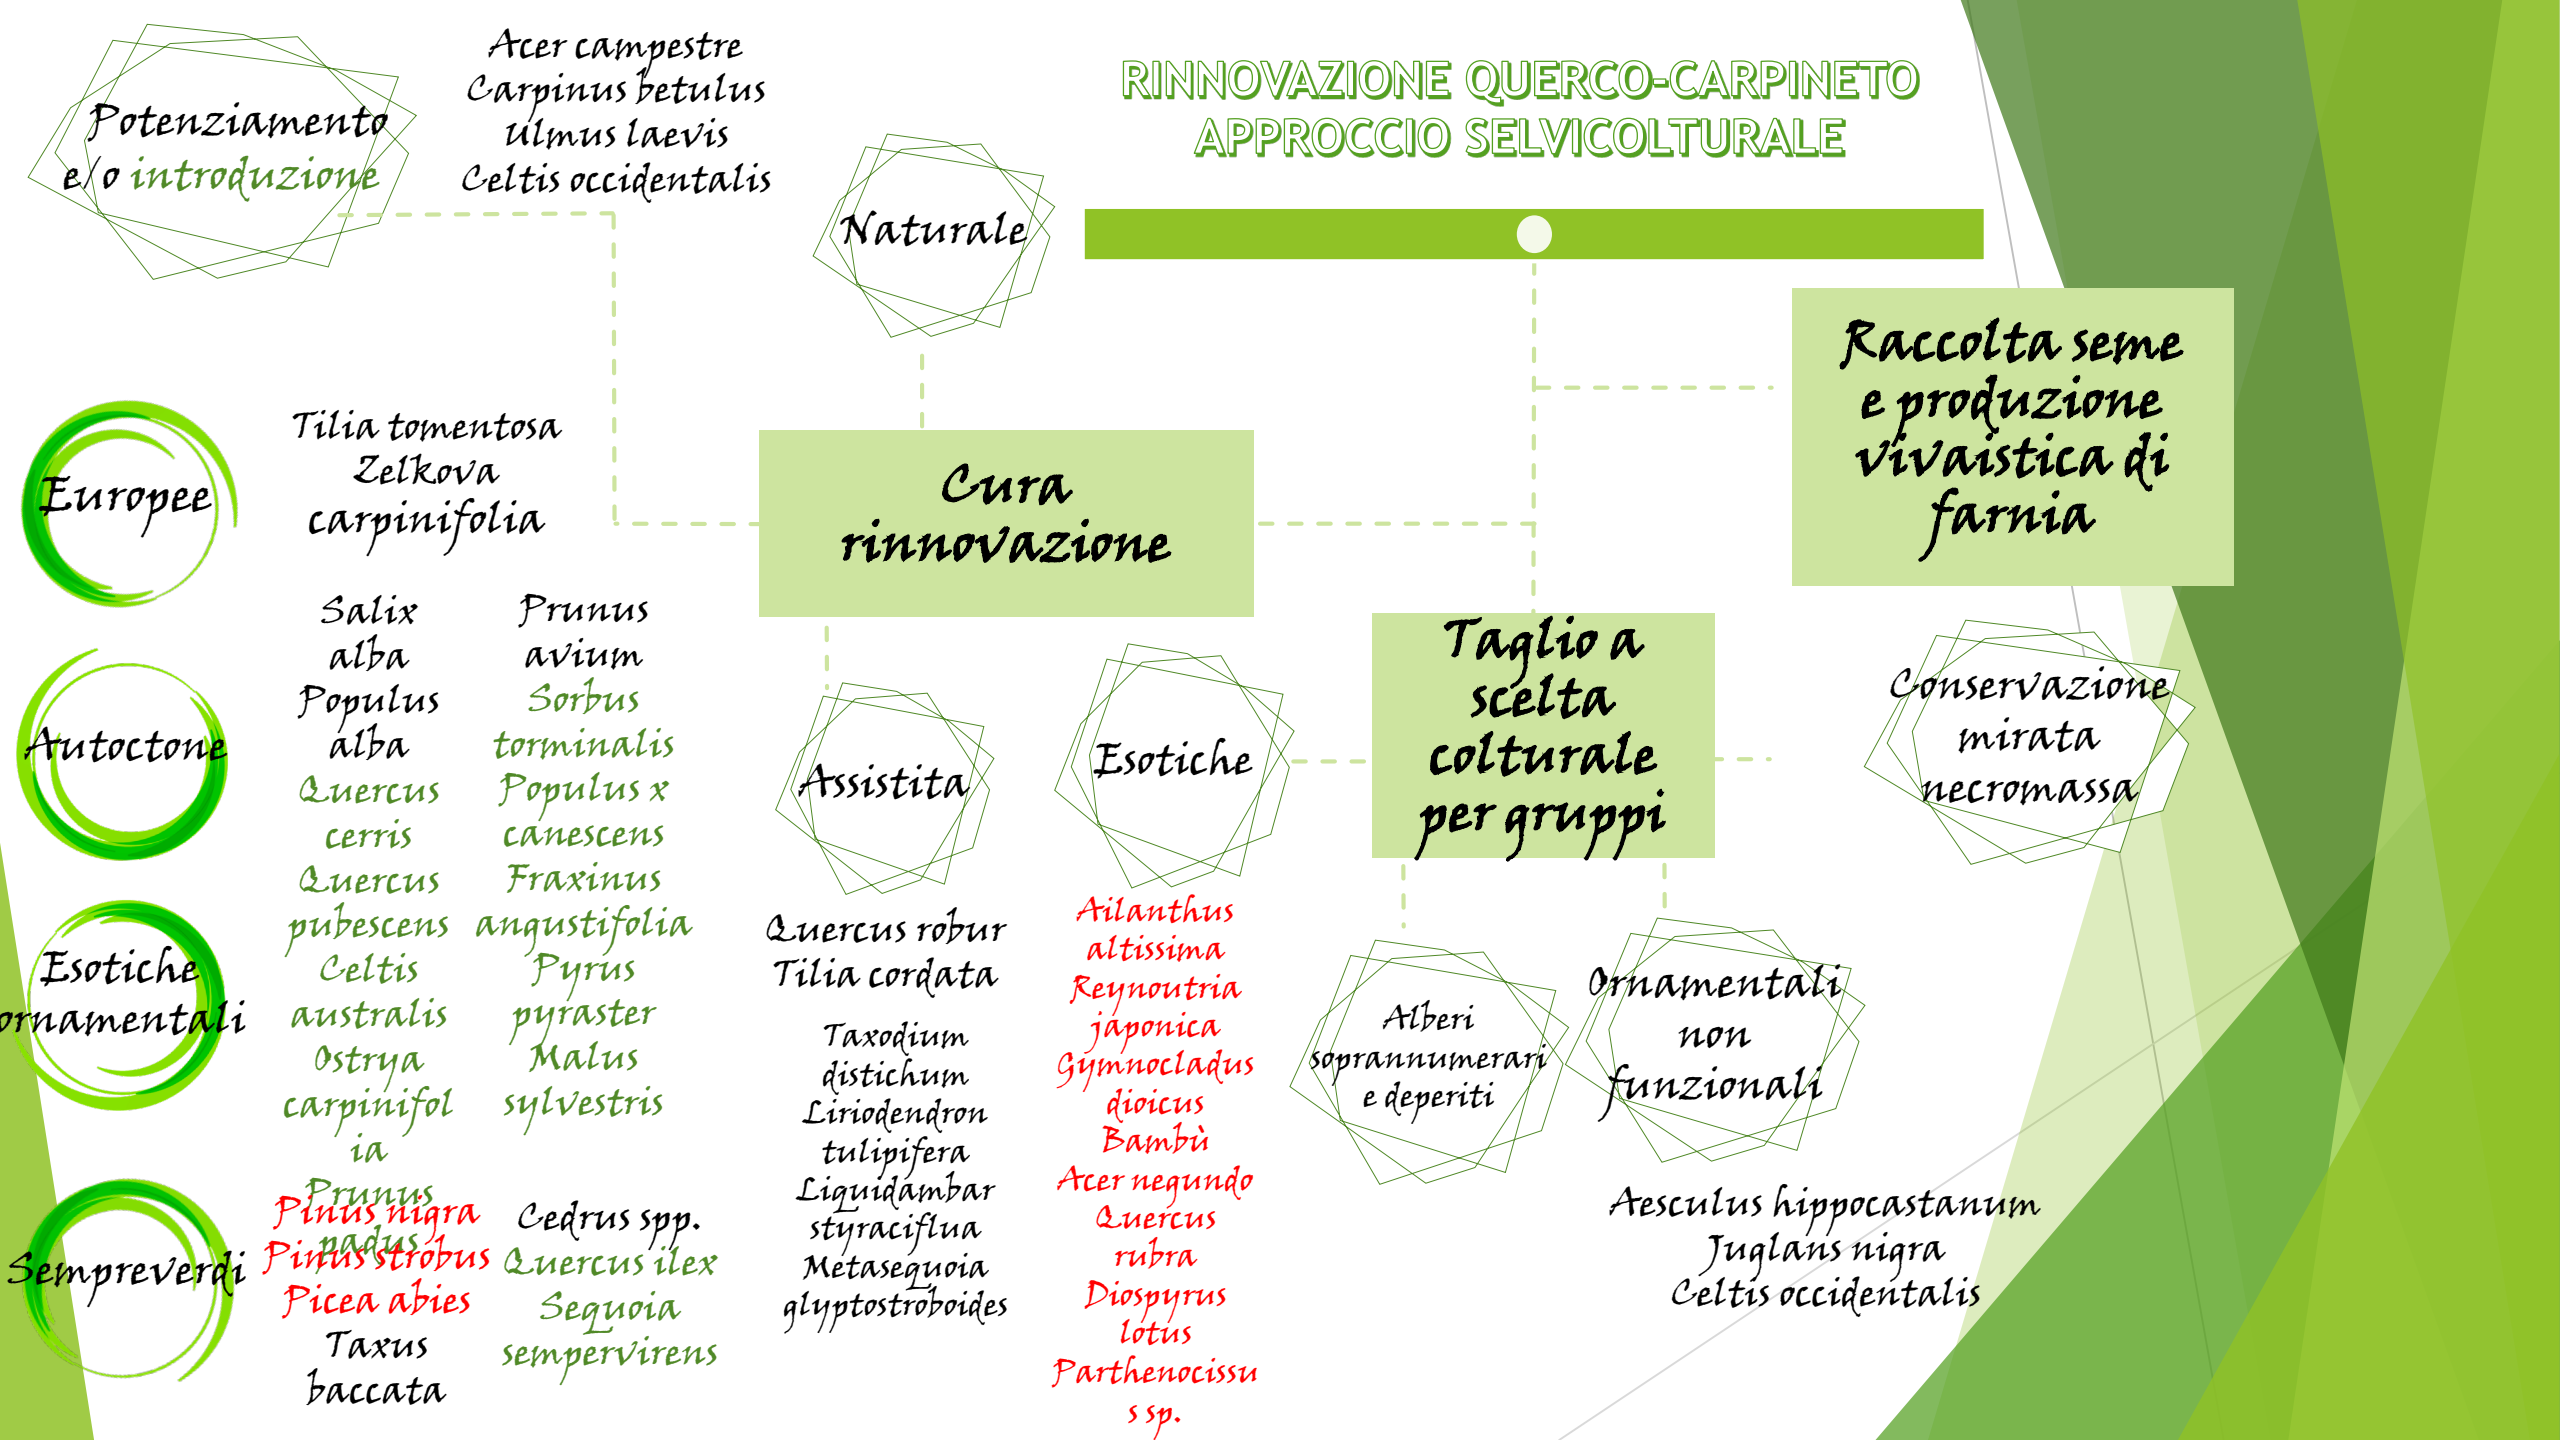 RINNOVAZIONE QUERCO-CARPINETO
APPROCCIO SELVICOLTURALE
Potenziamento
e/o introduzione
Acer campestre
Carpinus betulus
Ulmus laevis
Celtis occidentalis
Naturale
Raccolta seme
e produzione
vivaistica di
farnia
Cura
rinnovazione
Europee
Tilia tomentosa
Zelkova
carpinifolia
Autoctone
Salix
alba
Populus
alba
Quercus
cerris
Quercus
pubescens
Celtis
australis
Ostrya
carpinifol
ia
Prunus
padus
Prunus
avium
Sorbus
torminalis
Populus x
canescens
Fraxinus
angustifolia
Pyrus
pyraster
Malus
sylvestris
Esotiche
ornamentali
Sempreverdi
Pinus nigra
Pinus strobus
Picea abies
Taxus
baccata
Cedrus spp.
Quercus ilex
Sequoia
sempervirens
Assistita
Quercus robur
Tilia cordata
Taxodium
distichum
Liriodendron
tulipifera
Liquidambar
styraciflua
Metasequoia
glyptostroboides
Esotiche
Ailanthus
altissima
Reynoutria
japonica
Gymnocladus
dioicus
Bambù
Acer negundo
Quercus
rubra
Diospyrus
lotus
Parthenocissu
s sp.
Taglio a
scelta
colturale
per gruppi
Alberi
soprannumerari
e deperiti
Ornamentali
non
funzionali
Aesculus hippocastanum
Juglans nigra
Celtis occidentalis
Conservazione
mirata
necromassa